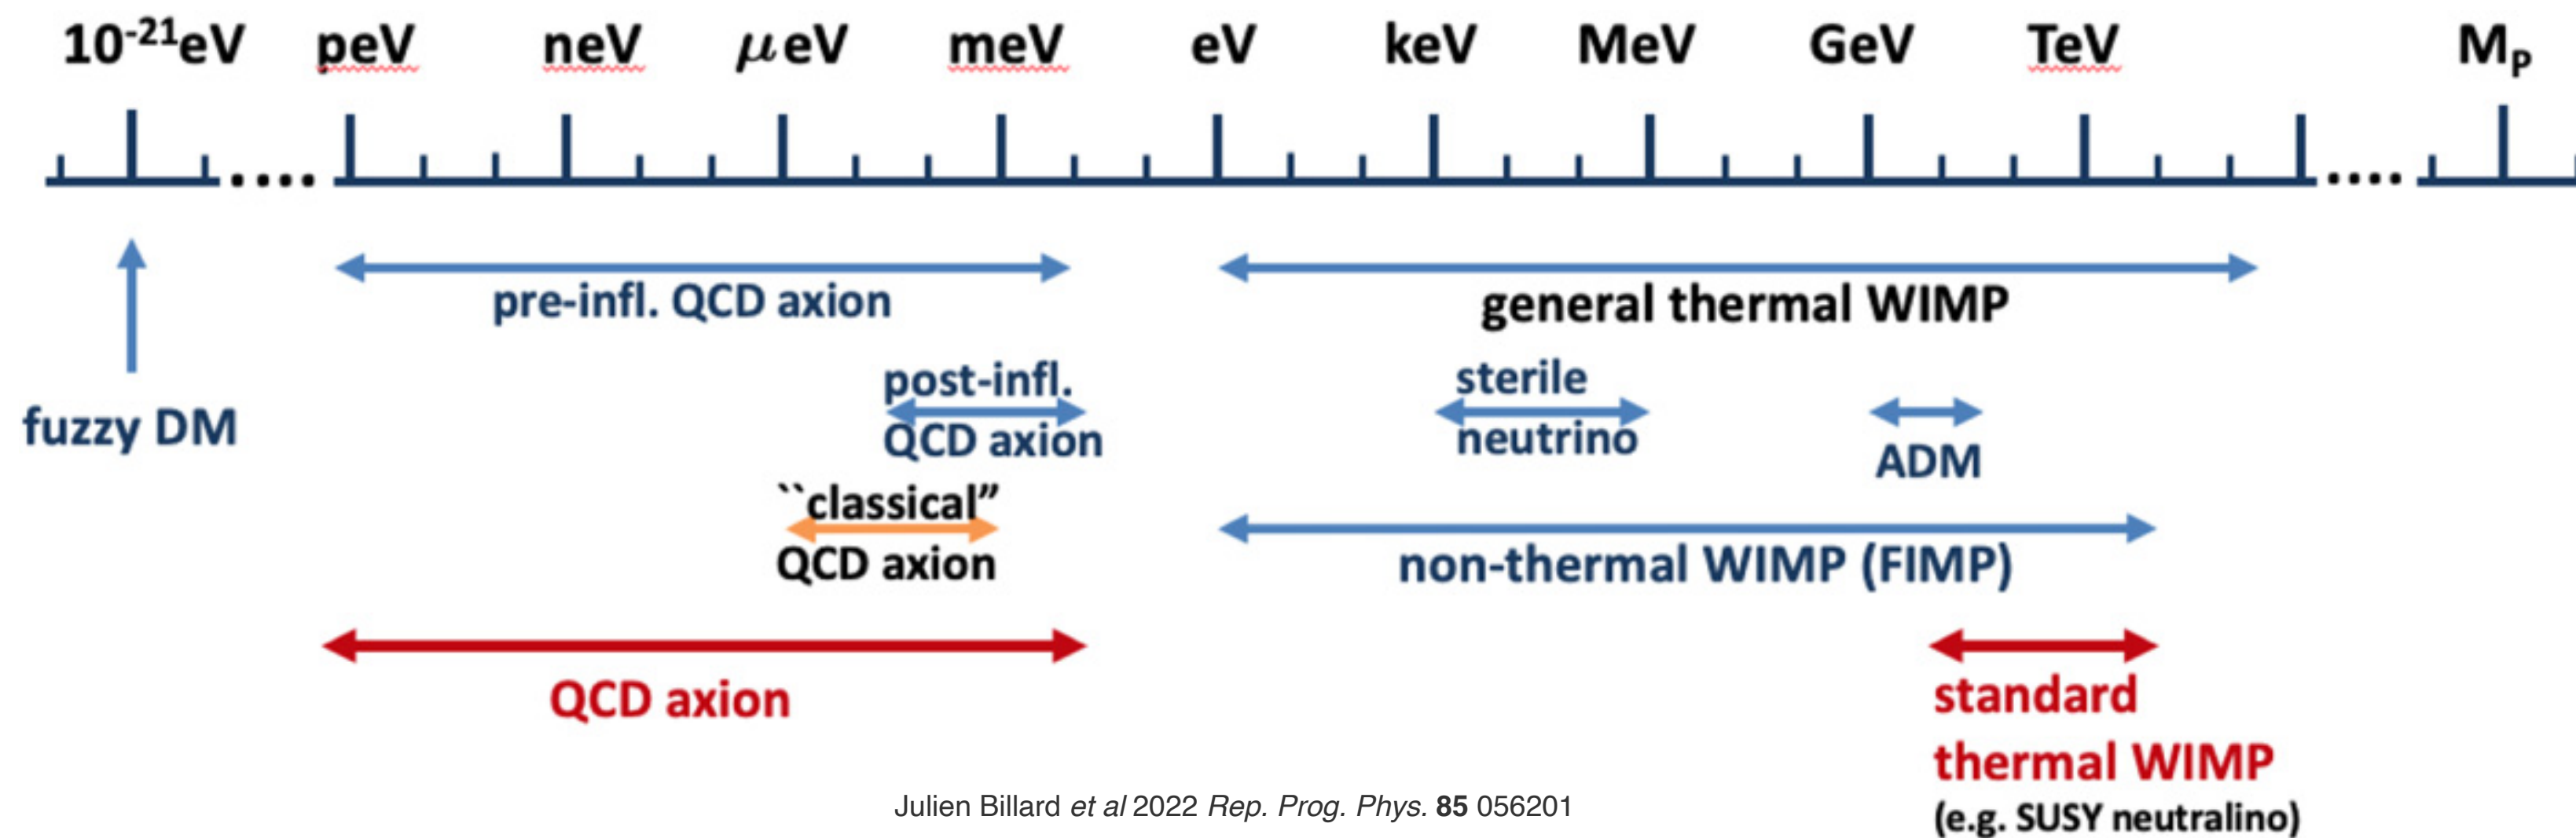 10⁻²¹eV peV neV μeV meV eV keV MeV GeV TeV Mₚ
pre-infl. QCD axion
general thermal WIMP
fuzzy DM
post-infl.
QCD axion
sterile
neutrino
ADM
``classical”
QCD axion
non-thermal WIMP (FIMP)
QCD axion
standard
thermal WIMP
(e.g. SUSY neutralino)
Julien Billard et al 2022 Rep. Prog. Phys. 85 056201